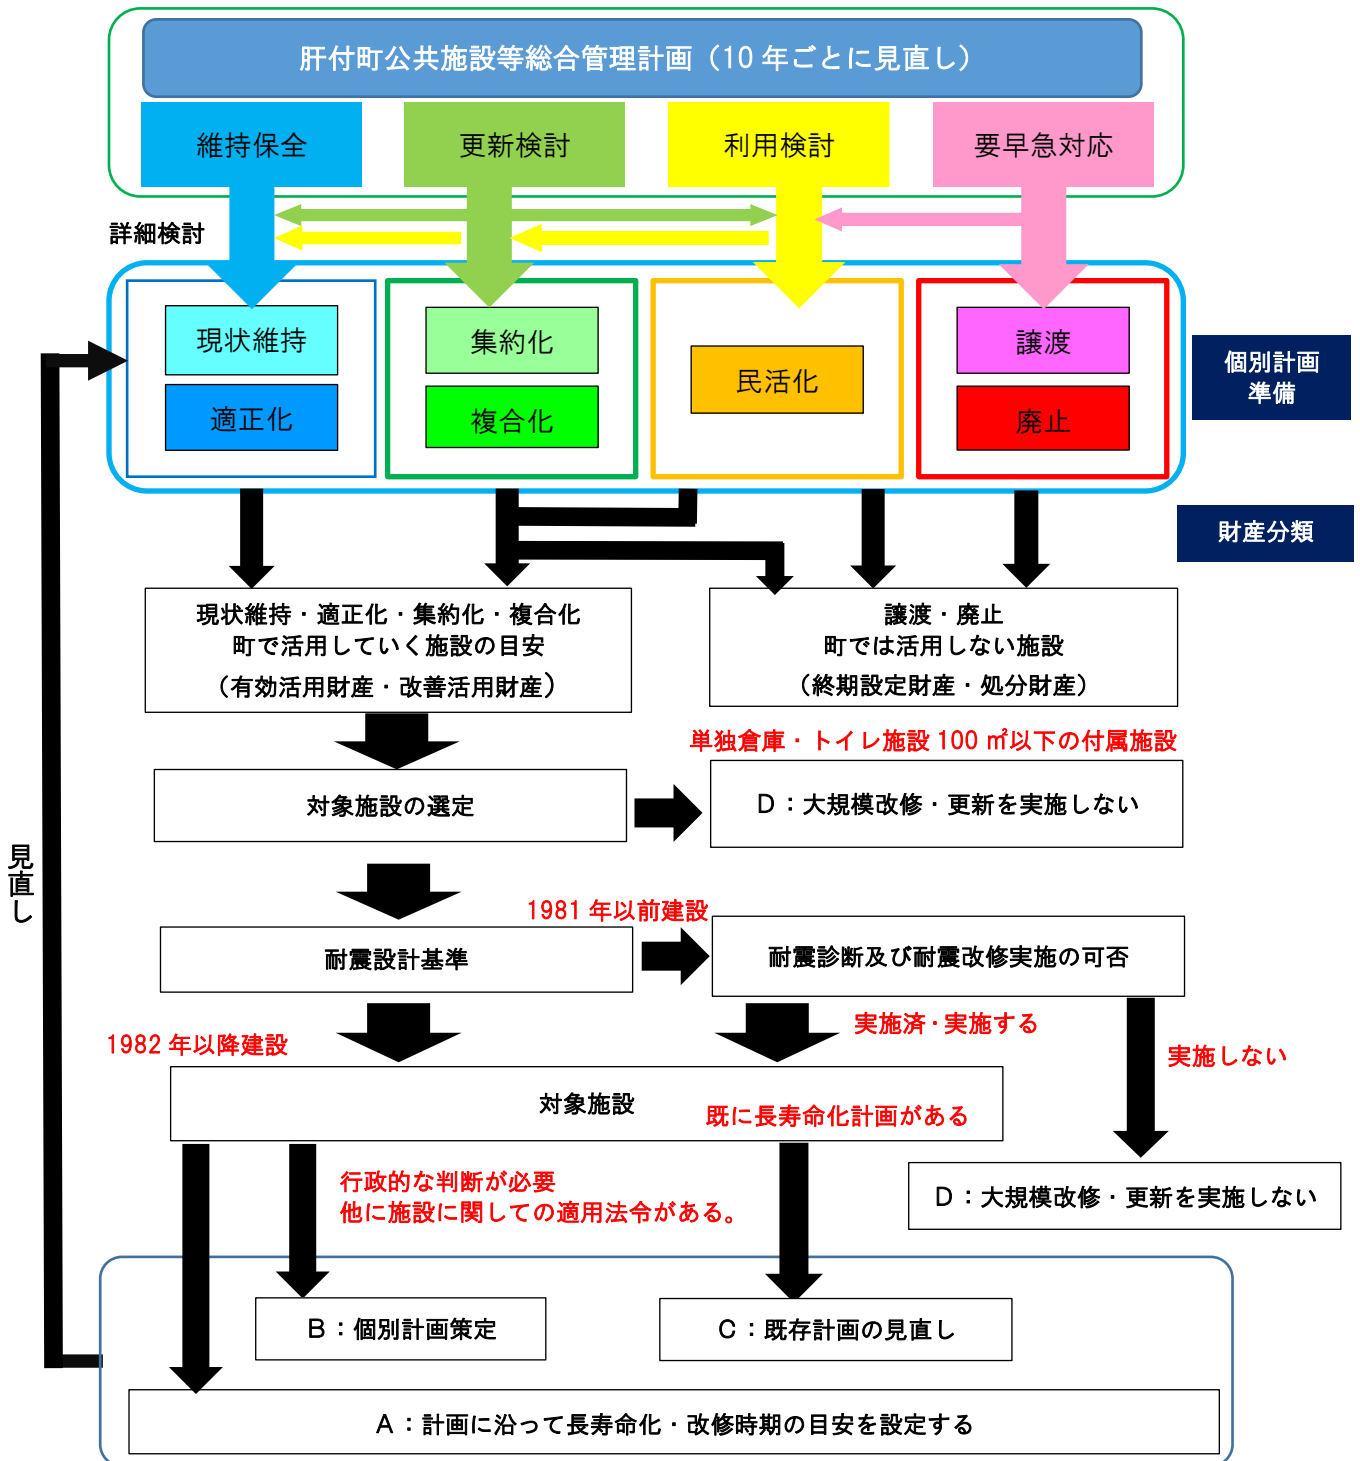 肝付町公共施設等総合管理計画（10年ごとに見直し）
維持保全
更新検討
利用検討
要早急対応
詳細検討
現状維持
集約化
民活化
譲渡
適正化
複合化
廃止
個別計画
準備
財産分類
現状維持・適正化・集約化・複合化
町で活用していく施設の目安
（有効活用財産・改善活用財産）
譲渡・廃止
町では活用しない施設
（終期設定財産・処分財産）
単独倉庫・トイレ施設100㎡以下の付属施設
対象施設の選定
D：大規模改修・更新を実施しない
見直し
1981年以前建設
耐震設計基準
耐震診断及び耐震改修実施の可否
1982年以降建設
実施済・実施する
実施しない
対象施設
既に長寿命化計画がある
行政的な判断が必要
他に施設に関しての適用法令がある。
D：大規模改修・更新を実施しない
B：個別計画策定
C：既存計画の見直し
A：計画に沿って長寿命化・改修時期の目安を設定する